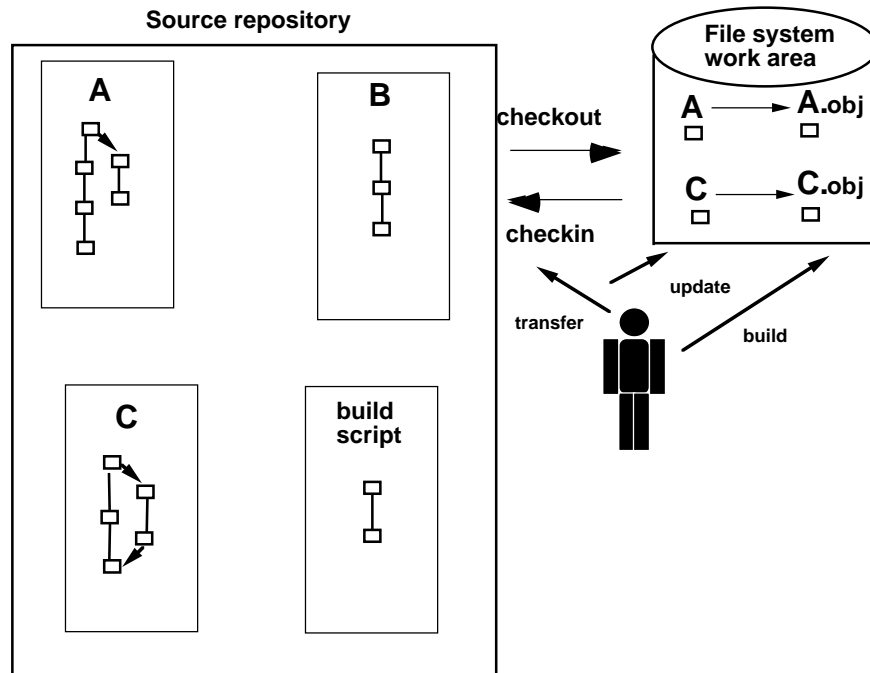 Source repository
A
B
checkout
checkin
File system
work area
A A.obj
C C.obj
update
transfer
build
C
build
script